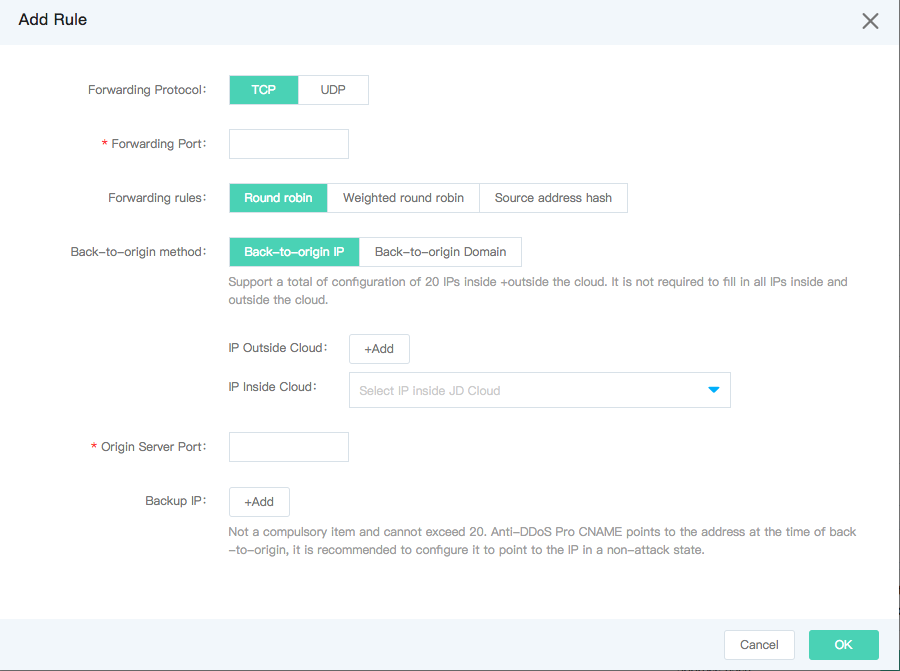 Add Rule
Forwarding Protocol: TCP UDP
* Forwarding Port:
Forwarding rules: Round robin Weighted round robin Source address hash
Back-to-origin method: Back-to-origin IP Back-to-origin Domain
Support a total of configuration of 20 IPs inside +outside the cloud. It is not required to fill in all IPs inside and
outside the cloud.
IP Outside Cloud: +Add
IP Inside Cloud: Select IP inside JD Cloud
* Origin Server Port:
Backup IP: +Add
Not a compulsory item and cannot exceed 20. Anti-DDoS Pro CNAME points to the address at the time of back
-to-origin, it is recommended to configure it to point to the IP in a non-attack state.
Cancel OK